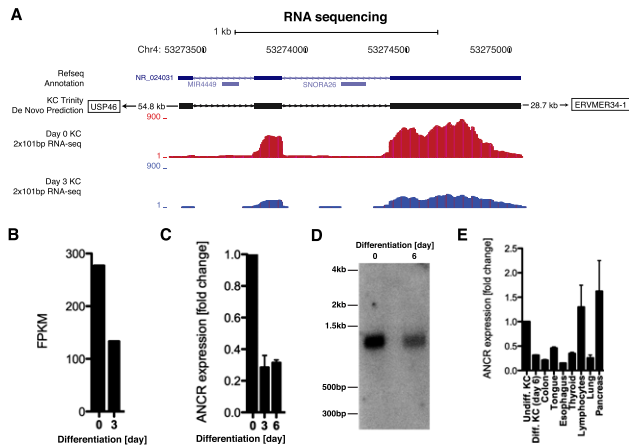 A
RNA sequencing
1 kb
Chr4: 53273500 53274000 53274500 53275000
Refseq
Annotation
NR_024031
MIR4449
SNORA26
KC Trinity
De Novo Prediction
USP46
54.8 kb
28.7 kb
ERVMER34-1
Day 0 KC
2x101bp RNA-seq
900
1
Day 3 KC
2x101bp RNA-seq
900
1
B
FPKM
300
200
100
0
0 3
Differentiation [day]
C
ANCR expression [fold change]
1.0
0.8
0.6
0.4
0.2
0.0
0 3 6
Differentiation [day]
D
Differentiation [day]
0 6
4kb
2kb
1.5kb
500bp
300bp
E
ANCR expression [fold change]
2.5
2.0
1.5
1.0
0.5
0.0
Undiff. KC
Diff. KC (day 6)
Colon
Tongue
Esophagus
Thyroid
Lymphocytes
Lung
Pancreas